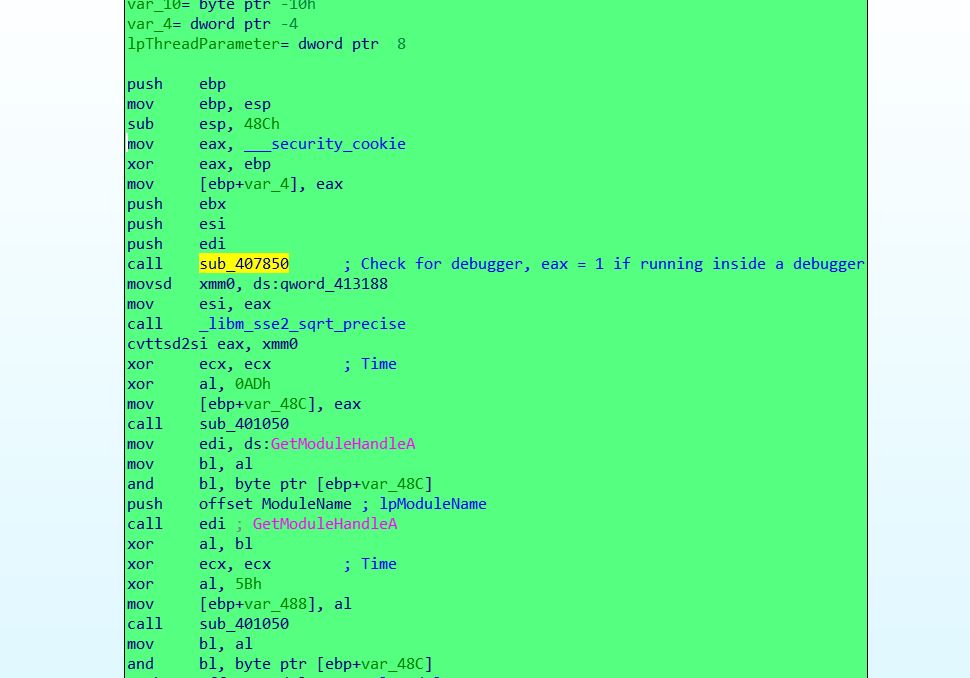 var_10= byte ptr -10h
var_4= dword ptr -4
lpThreadParameter= dword ptr  8
push    ebp
mov     ebp, esp
sub     esp, 48Ch
mov     eax, ___security_cookie
xor     eax, ebp
mov     [ebp+var_4], eax
push    ebx
push    esi
push    edi
call    sub_407850      ; Check for debugger, eax = 1 if running inside a debugger
movsd   xmm0, ds:qword_413188
mov     esi, eax
call    _libm_sse2_sqrt_precise
cvttsd2si eax, xmm0
xor     ecx, ecx        ; Time
xor     al, 0ADh
mov     [ebp+var_48C], eax
call    sub_401050
mov     edi, ds:GetModuleHandleA
mov     bl, al
and     bl, byte ptr [ebp+var_48C]
push    offset ModuleName ; lpModuleName
call    edi ; GetModuleHandleA
xor     al, bl
xor     ecx, ecx        ; Time
xor     al, 5Bh
mov     [ebp+var_488], al
call    sub_401050
mov     bl, al
and     bl, byte ptr [ebp+var_48C]